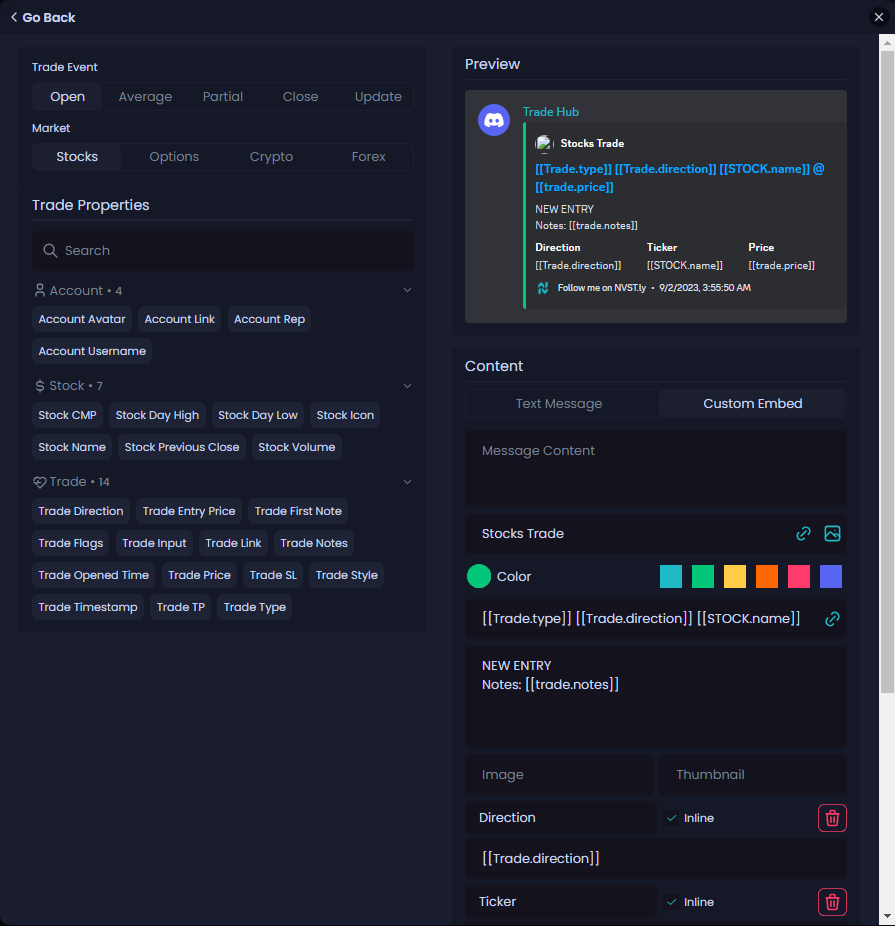 Go Back
Trade Event
Open Average Partial Close Update
Market
Stocks Options Crypto Forex
Trade Properties
Search
Account • 4
Account Avatar Account Link Account Rep
Account Username
Stock • 7
Stock CMP Stock Day High Stock Day Low Stock Icon
Stock Name Stock Previous Close Stock Volume
Trade • 14
Trade Direction Trade Entry Price Trade First Note
Trade Flags Trade Input Trade Link Trade Notes
Trade Opened Time Trade Price Trade SL Trade Style
Trade Timestamp Trade TP Trade Type
Preview
Trade Hub
Stocks Trade
[[Trade.type]] [[Trade.direction]] [[STOCK.name]] @
[[trade.price]]
NEW ENTRY
Notes: [[trade.notes]]
Direction Ticker Price
[[Trade.direction]] [[STOCK.name]] [[trade.price]]
Follow me on NVST.ly • 9/2/2023, 3:55:50 AM
Content
Text Message Custom Embed
Message Content
Stocks Trade
Color
[[Trade.type]] [[Trade.direction]] [[STOCK.name]]
NEW ENTRY
Notes: [[trade.notes]]
Image Thumbnail
Direction Inline
[[Trade.direction]]
Ticker Inline